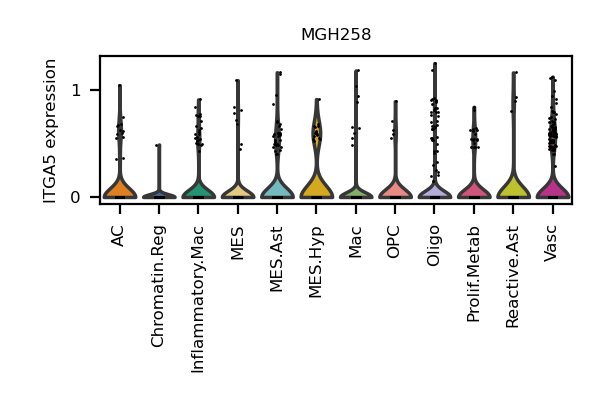 MGH258
ITGA5 expression
1
0
AC
Chromatin.Reg
Inflammatory.Mac
MES
MES.Ast
MES.Hyp
Mac
OPC
Oligo
Prolif.Metab
Reactive.Ast
Vasc